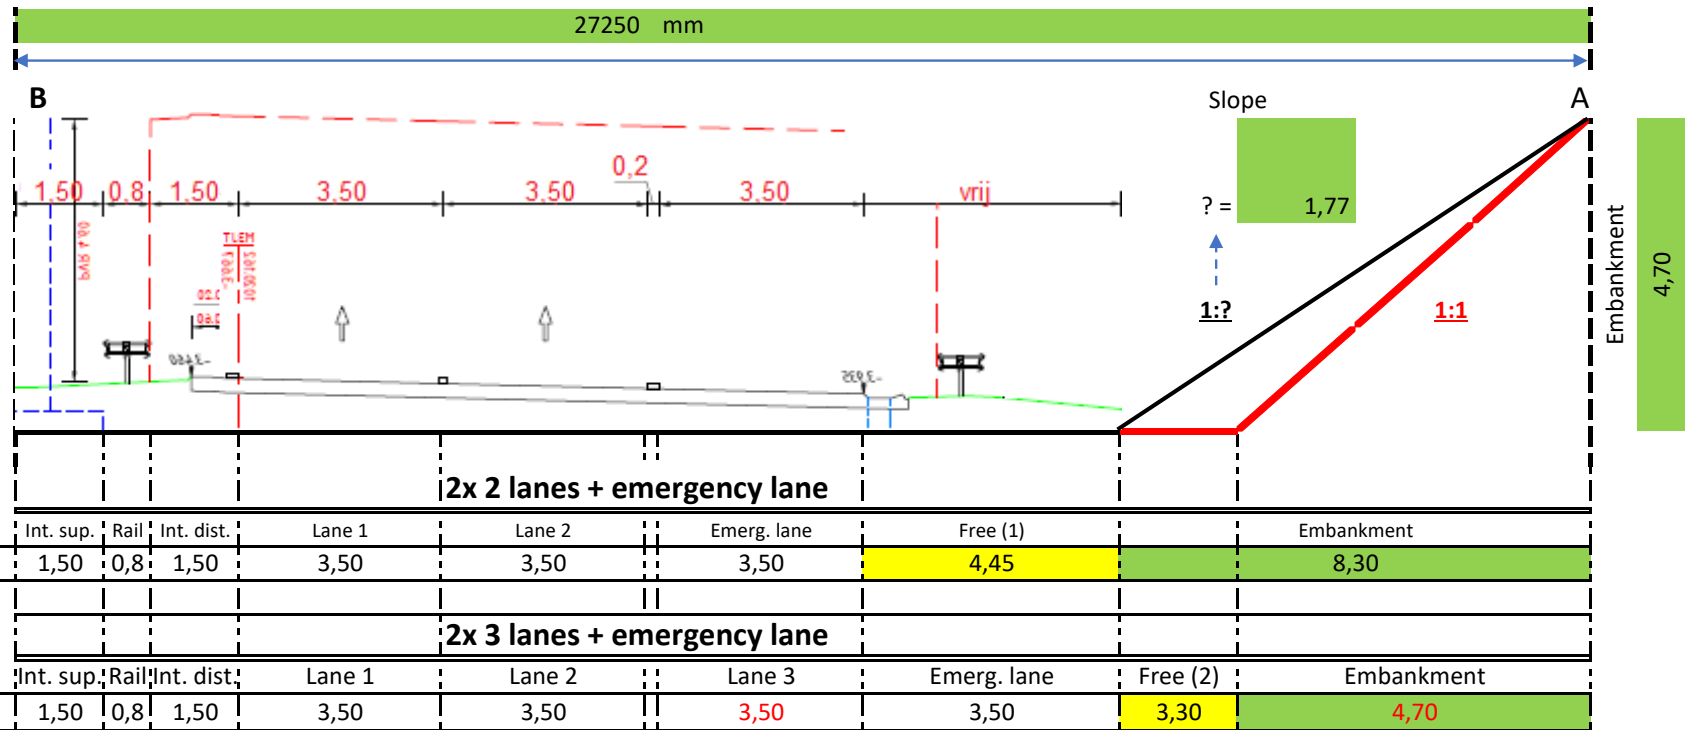 27250 mm
B
Slope
A
0,2
1,50 0,8 1,50 3,50 3,50 3,50 vrij
? = 1,77
Embankment
4,70
1:?
1:1
2x 2 lanes + emergency lane
Int. sup. Rail Int. dist. Lane 1 Lane 2 Emerg. lane Free (1) Embankment
1,50 0,8 1,50 3,50 3,50 3,50 4,45 8,30
2x 3 lanes + emergency lane
Int. sup. Rail Int. dist. Lane 1 Lane 2 Lane 3 Emerg. lane Free (2) Embankment
1,50 0,8 1,50 3,50 3,50 3,50 3,50 3,30 4,70